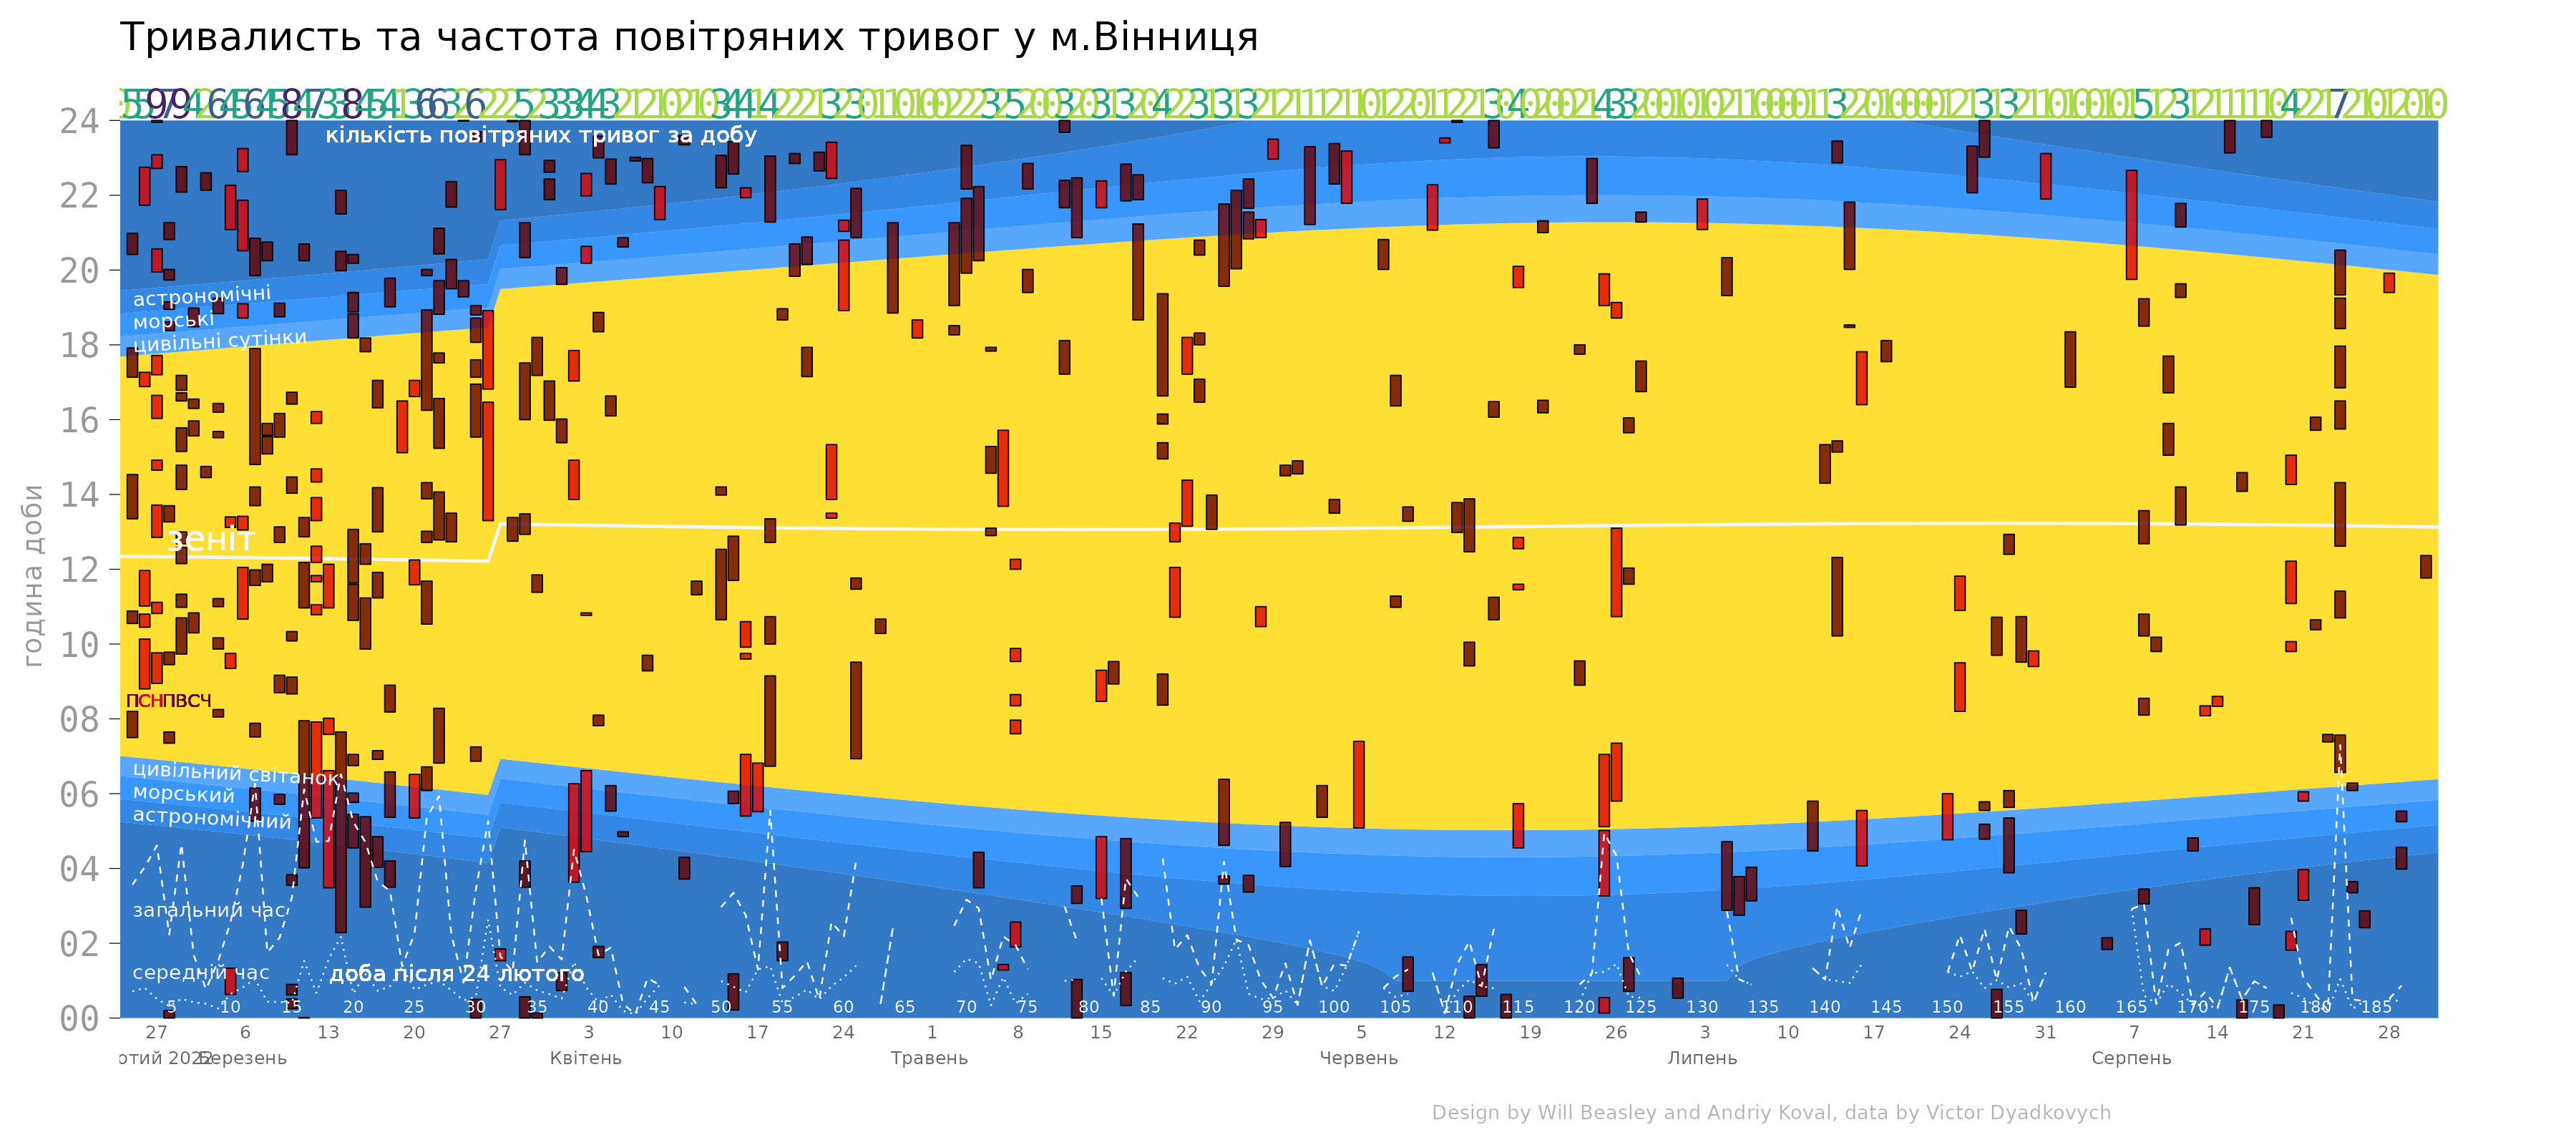 Тривалисть та частота повітряних тривог у м.Вінниця
кількість повітряних тривог за добу
24
22
20
18
16
14
12
10
08
06
04
02
00
година доби
астрономічні
морські
цивільні сутінки
зеніт
ПСНПВСЧ
цивільний світанок
морський
астрономічний
загальний час
середній час
доба після 24 лютого
5 10 15 20 25 30 35 40 45 50 55 60 65 70 75 80 85 90 95 100 105 110 115 120 125 130 135 140 145 150 155 160 165 170 175 180 185
27 6 13 20 27 3 10 17 24 1 8 15 22 29 5 12 19 26 3 10 17 24 31 7 14 21 28
Березень Квітень Травень Червень Липень Серпень
Design by Will Beasley and Andriy Koval, data by Victor Dyadkovych